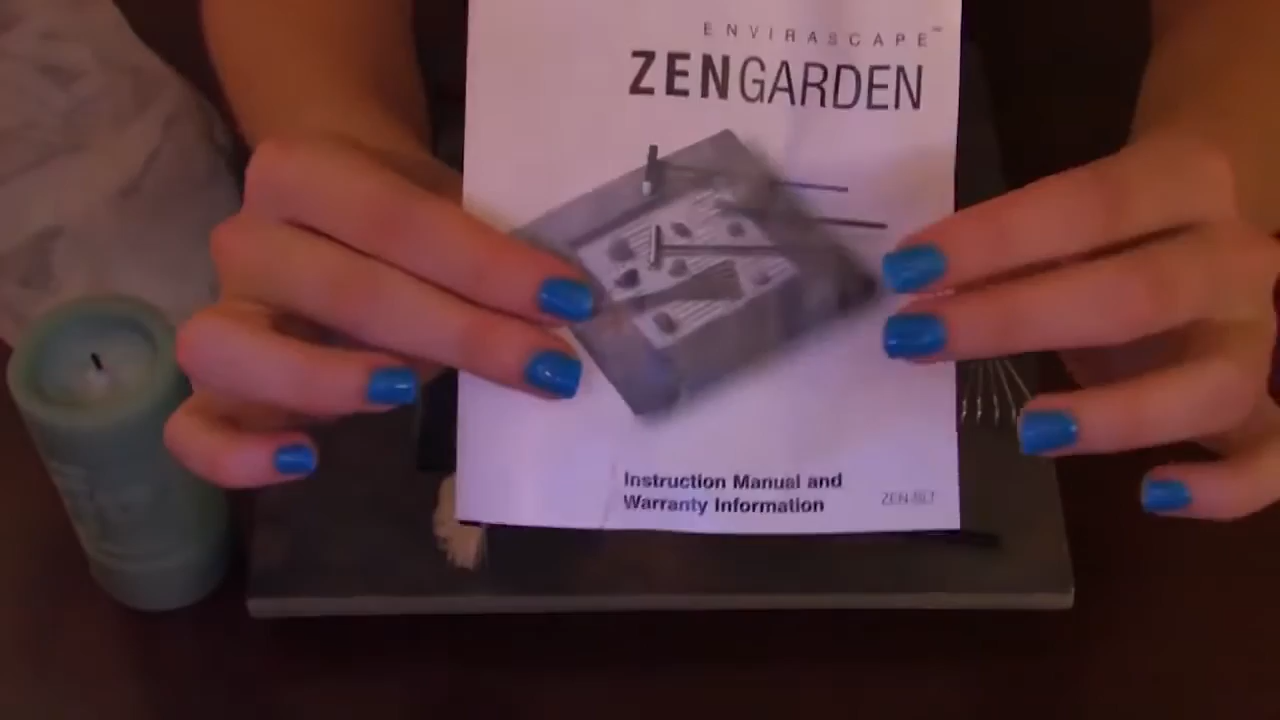 ENVIRASCAPE™
ZENGARDEN
Instruction Manual and
Warranty Information